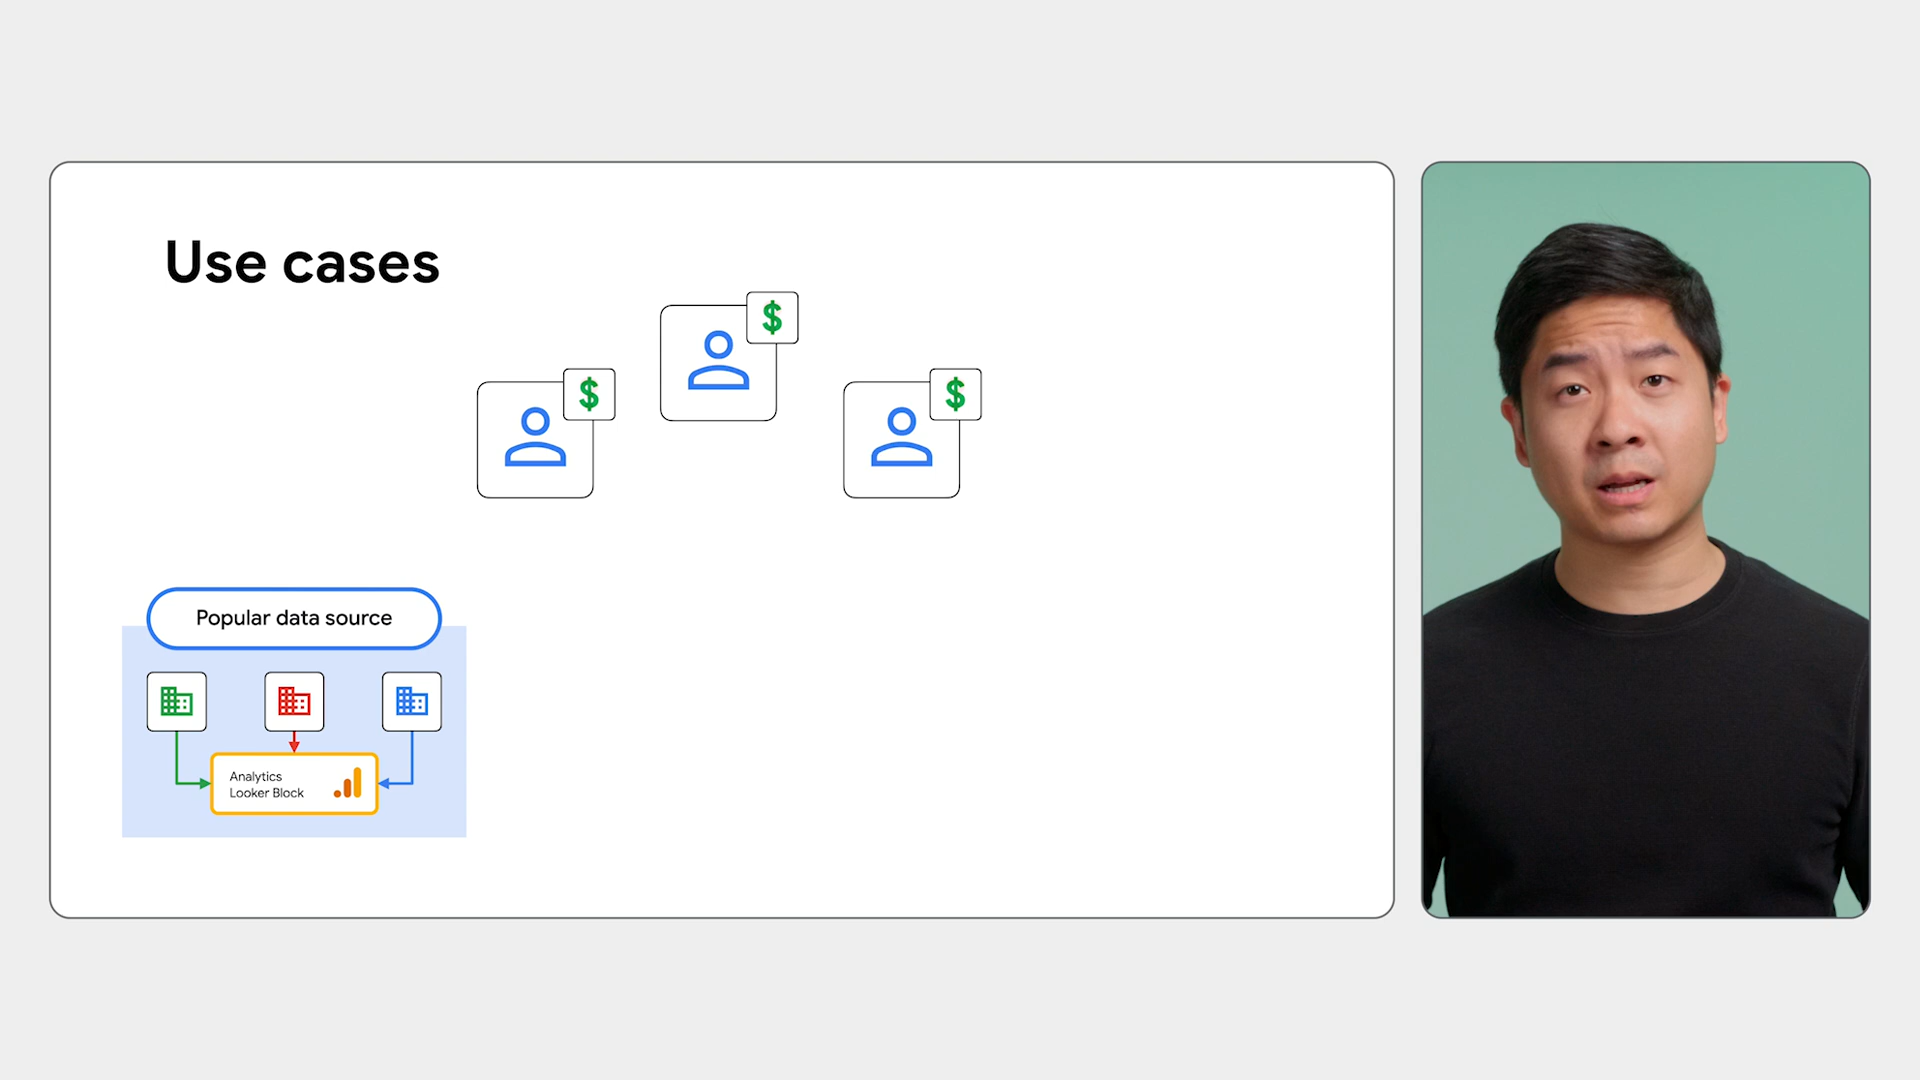 Use cases
$
$
$
Popular data source
Analytics
Looker Block